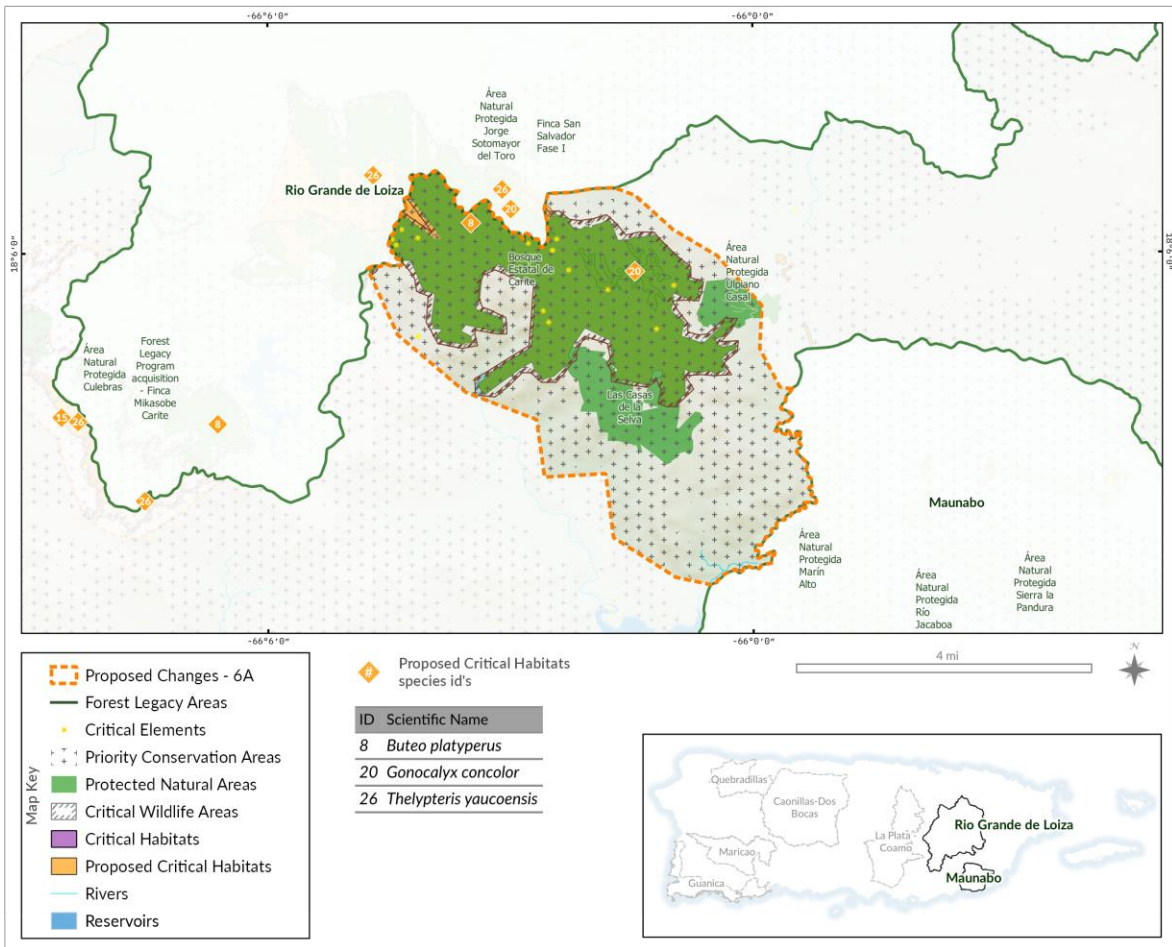 -66°6'0"
-66°0'0"
Área
Natural
Protegida
Jorge
Sotomayor
del Toro
Finca San
Salvador
Fase I
26
Rio Grande de Loiza
26
20
8
18°6'0"
18°6'0"
Bosque
Estatal de
Carite
20
Área
Natural
Protegida
Ulpiano
Casal
Área
Natural
Protegida
Culebras
Forest
Legacy
Program
acquisition
- Finca
Mikasobe
Carite
Las Casas
de la
Selva
15
26
8
26
Maunabo
Área
Natural
Protegida
Marín
Alto
Área
Natural
Protegida
Río
Jacaboa
Área
Natural
Protegida
Sierra la
Pandura
-66°6'0"
-66°0'0"
Map Key
Proposed Changes - 6A
Forest Legacy Areas
Critical Elements
Priority Conservation Areas
Protected Natural Areas
Critical Wildlife Areas
Critical Habitats
Proposed Critical Habitats
Rivers
Reservoirs
#
Proposed Critical Habitats
species id's
ID Scientific Name
8 Buteo platyperus
20 Gonocalyx concolor
26 Thelypteris yaucoensis
4 mi
N
Quebradillas
Caonillas-Dos
Bocas
La Plata -
Coamo
Rio Grande de Loiza
Maricao
Guanica
Maunabo